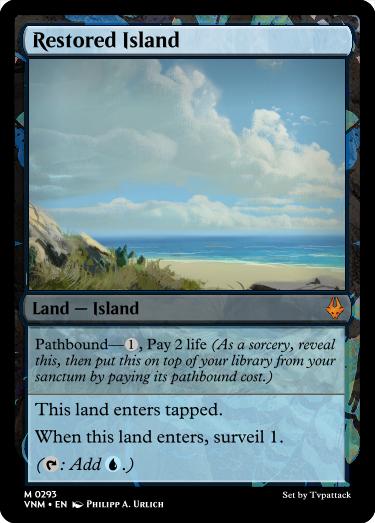 Restored Island
Land — Island
Pathbound—1, Pay 2 life (As a sorcery, reveal
this, then put this on top of your library from your
sanctum by paying its pathbound cost.)
This land enters tapped.
When this land enters, surveil 1.
(: Add .)
M 0293
Set by Tvpattack
VNM • EN Philipp A. Urlich